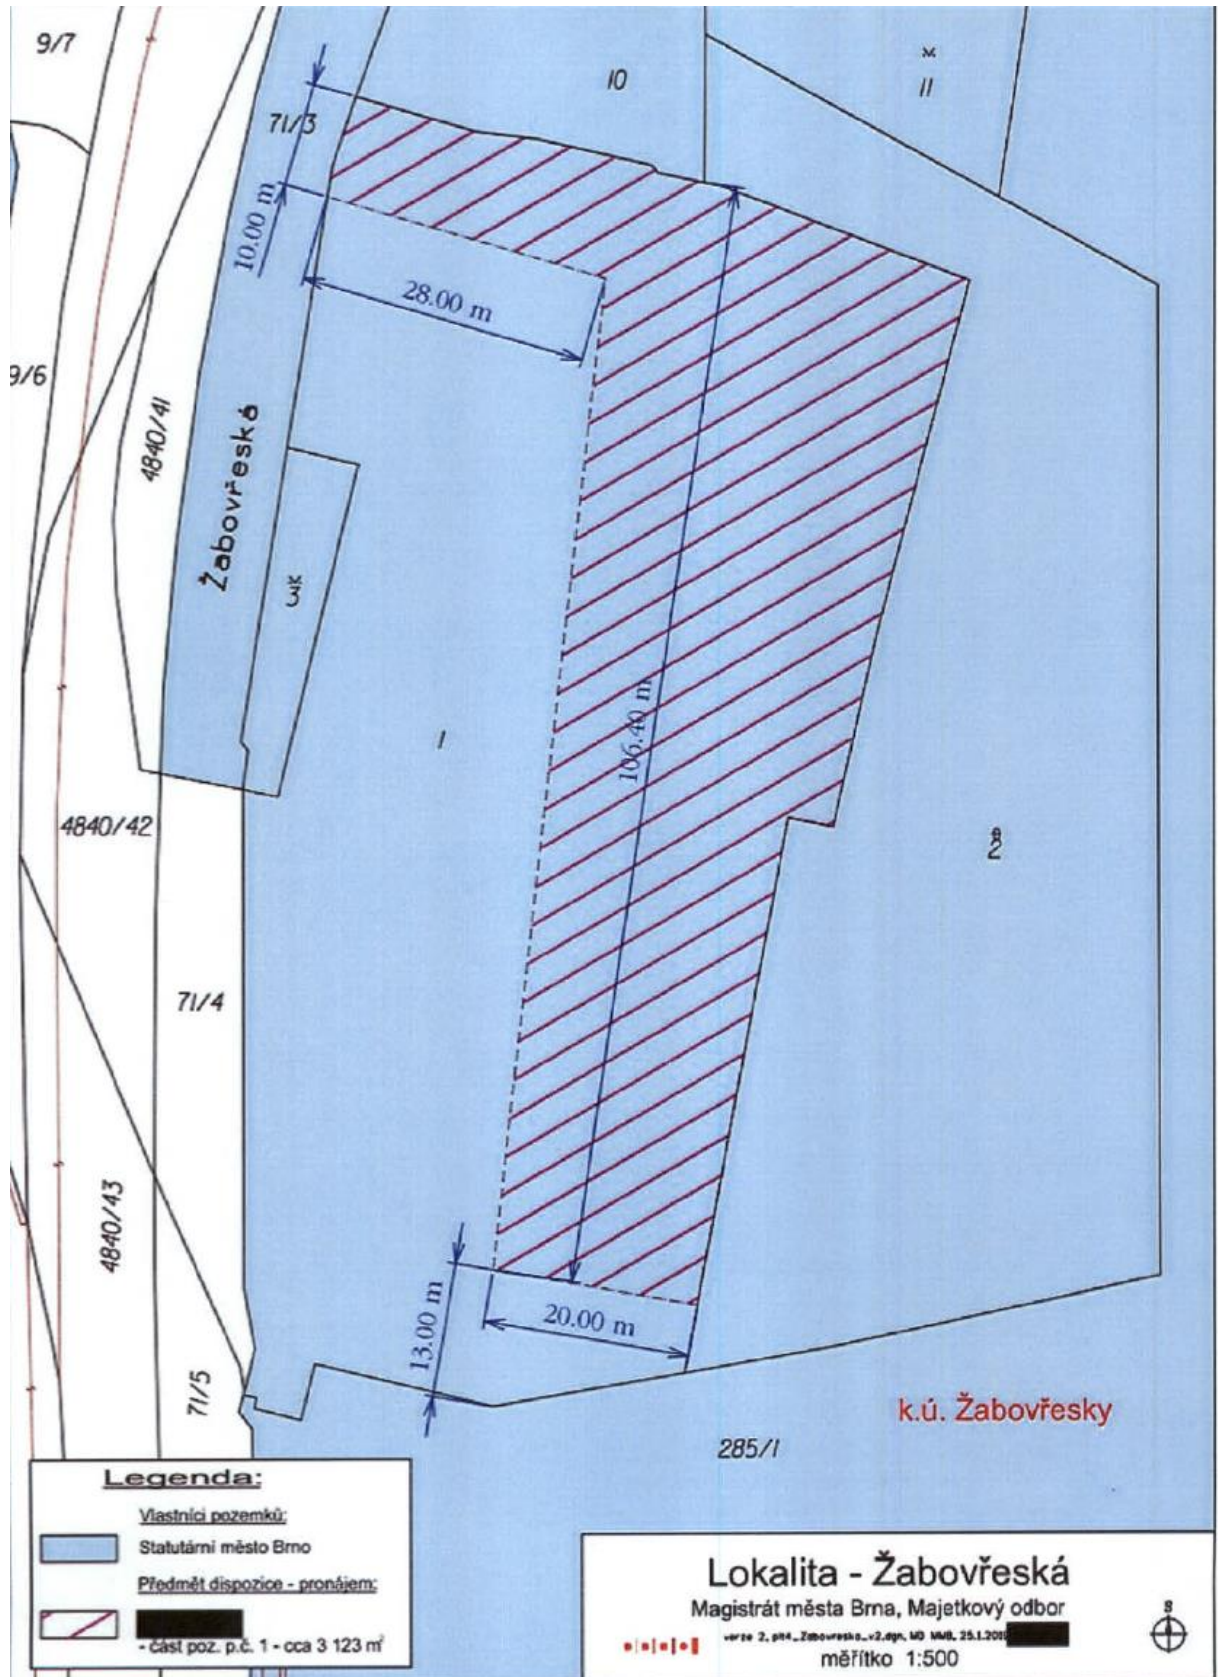 9/7
10
11
71/3
10.00 m
28.00 m
9/6
4840/41
Žabovřeská
3
106.40 m
1
4840/42
2
71/4
4840/43
13.00 m
20.00 m
71/5
k.ú. Žabovřesky
285/1
Legenda:
Vlastníci pozemků:
Statutární město Brno
Předmět dispozice - pronájem:
- část poz. p.č. 1 - cca 3 123 m²
Lokalita - Žabovřeská
Magistrát města Brna, Majetkový odbor
S
měřítko 1:500